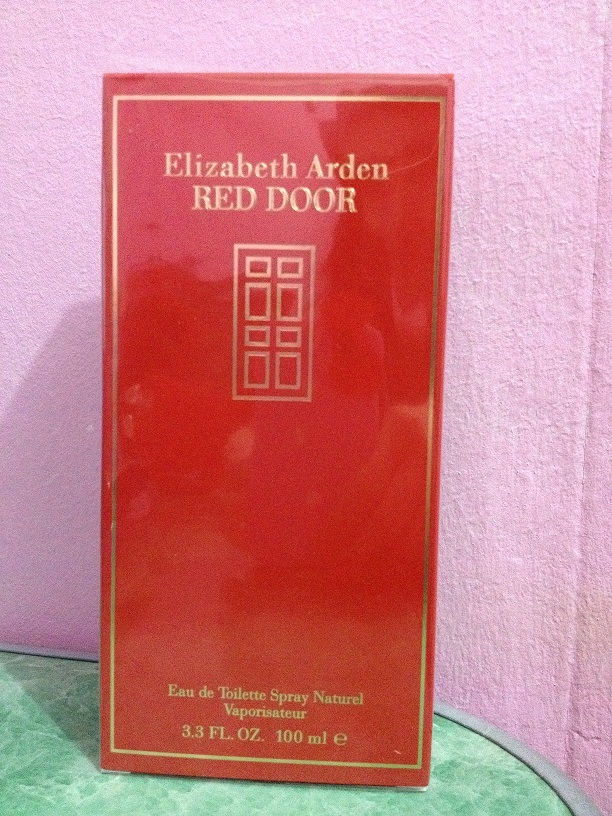 Elizabeth Arden
RED DOOR
Eau de Toilette Spray Naturel
Vaporisateur
3.3 FL. OZ. 100 ml ℮